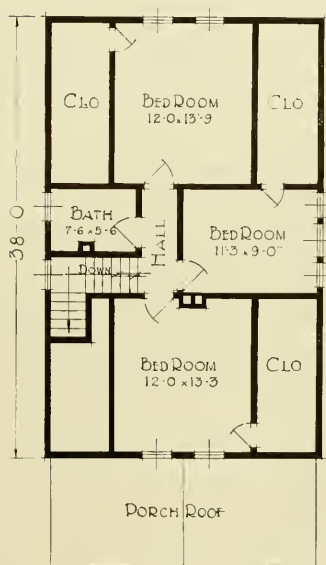 CLO
BED ROOM
12-0 x 13-9
CLO
38-0
BATH
7-6 x 5-6
HALL
BED ROOM
11'-3 x 9-0"
DOWN
BED ROOM
12-0 x 13-3
CLO
PORCH ROOF